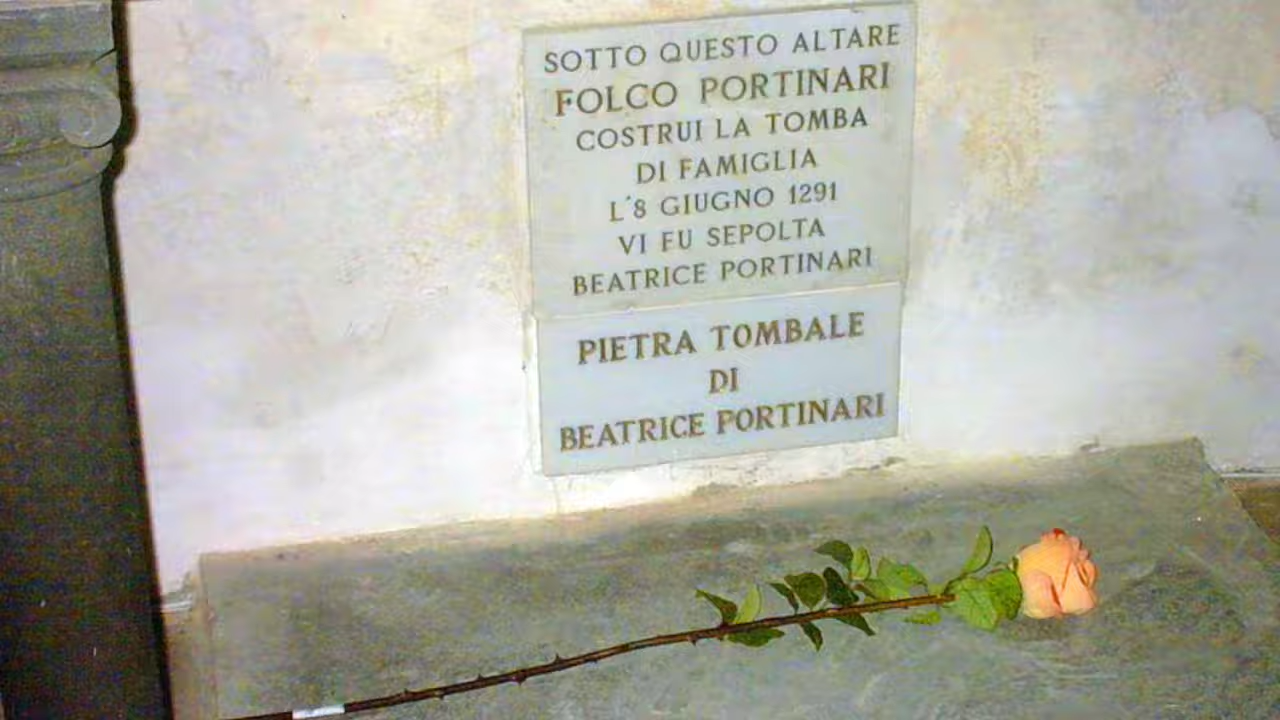 SOTTO QUESTO ALTARE
FOLCO PORTINARI
COSTRUI LA TOMBA
DI FAMIGLIA
L'8 GIUGNO 1291
VI FU SEPOLTA
BEATRICE PORTINARI
PIETRA TOMBALE
DI
BEATRICE PORTINARI